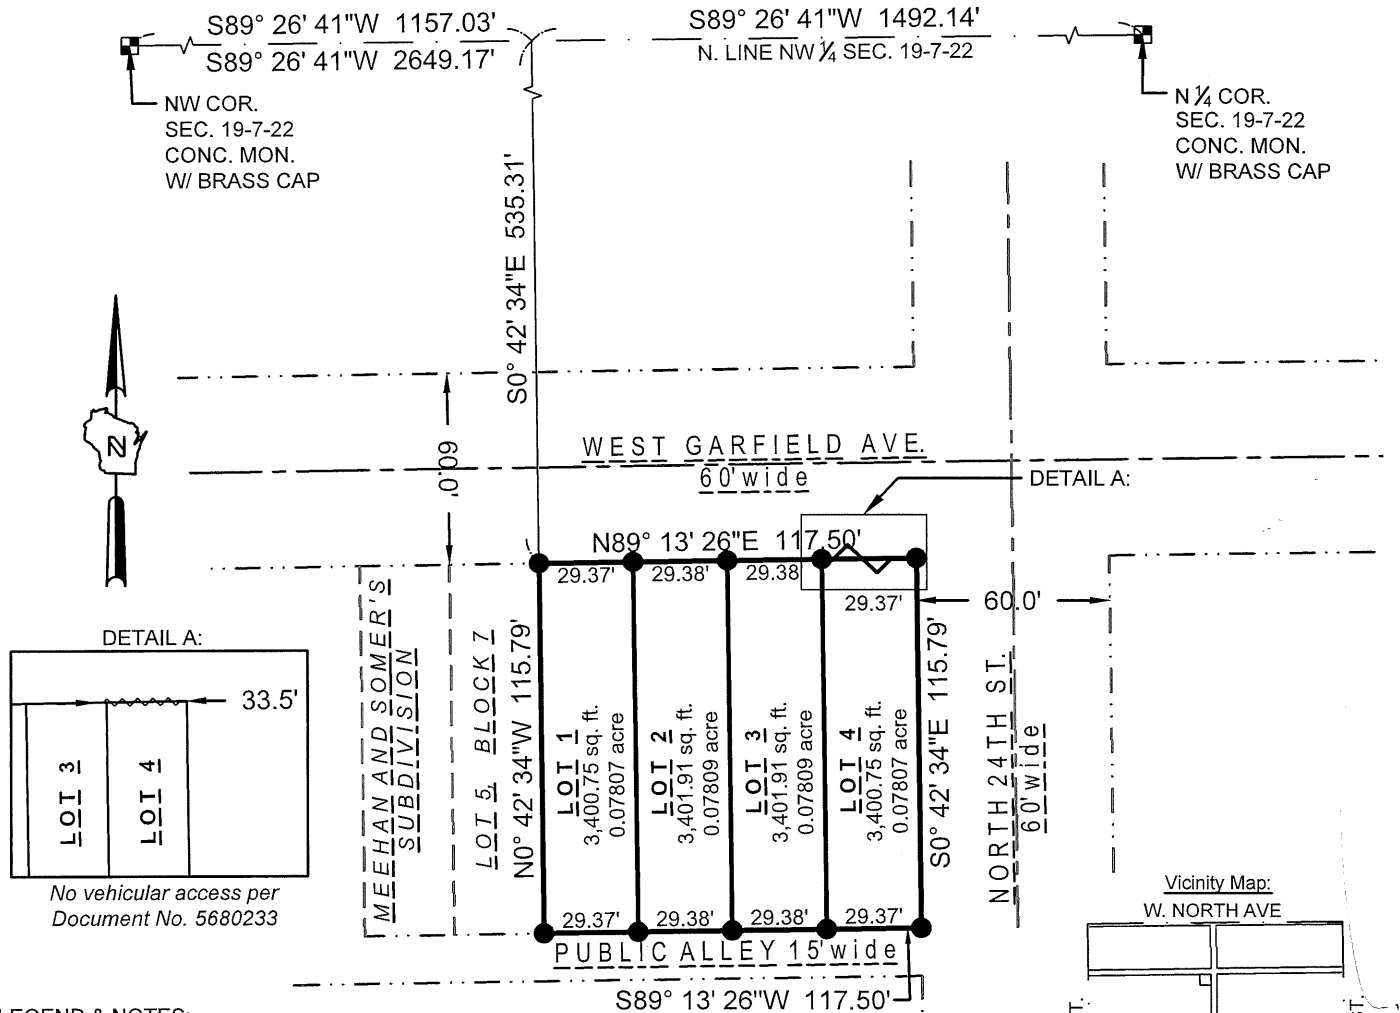 S89° 26' 41"W 1157.03'
S89° 26' 41"W 2649.17'
S89° 26' 41"W 1492.14'
N. LINE NW ¼ SEC. 19-7-22
NW COR.
SEC. 19-7-22
CONC. MON.
W/ BRASS CAP
N ¼ COR.
SEC. 19-7-22
CONC. MON.
W/ BRASS CAP
S0° 42' 34"E 535.31'
N
60.0'
WEST GARFIELD AVE.
60' wide
DETAIL A:
N89° 13' 26"E 117.50'
29.37'
29.38'
29.38
29.37'
60.0'
MEEHAN AND SOMER'S
SUBDIVISION
LOT 5, BLOCK 7
N0° 42' 34"W 115.79'
LOT 1
3,400.75 sq. ft.
0.07807 acre
LOT 2
3,401.91 sq. ft.
0.07809 acre
LOT 3
3,401.91 sq. ft.
0.07809 acre
LOT 4
3,400.75 sq. ft.
0.07807 acre
S0° 42' 34"E 115.79'
NORTH 24TH ST.
60' wide
DETAIL A:
33.5'
LOT 3
LOT 4
No vehicular access per
Document No. 5680233
29.37'
29.38'
29.38'
29.37'
PUBLIC ALLEY 15' wide
S89° 13' 26"W 117.50'
Vicinity Map:
W. NORTH AVE
LEGEND & NOTES: